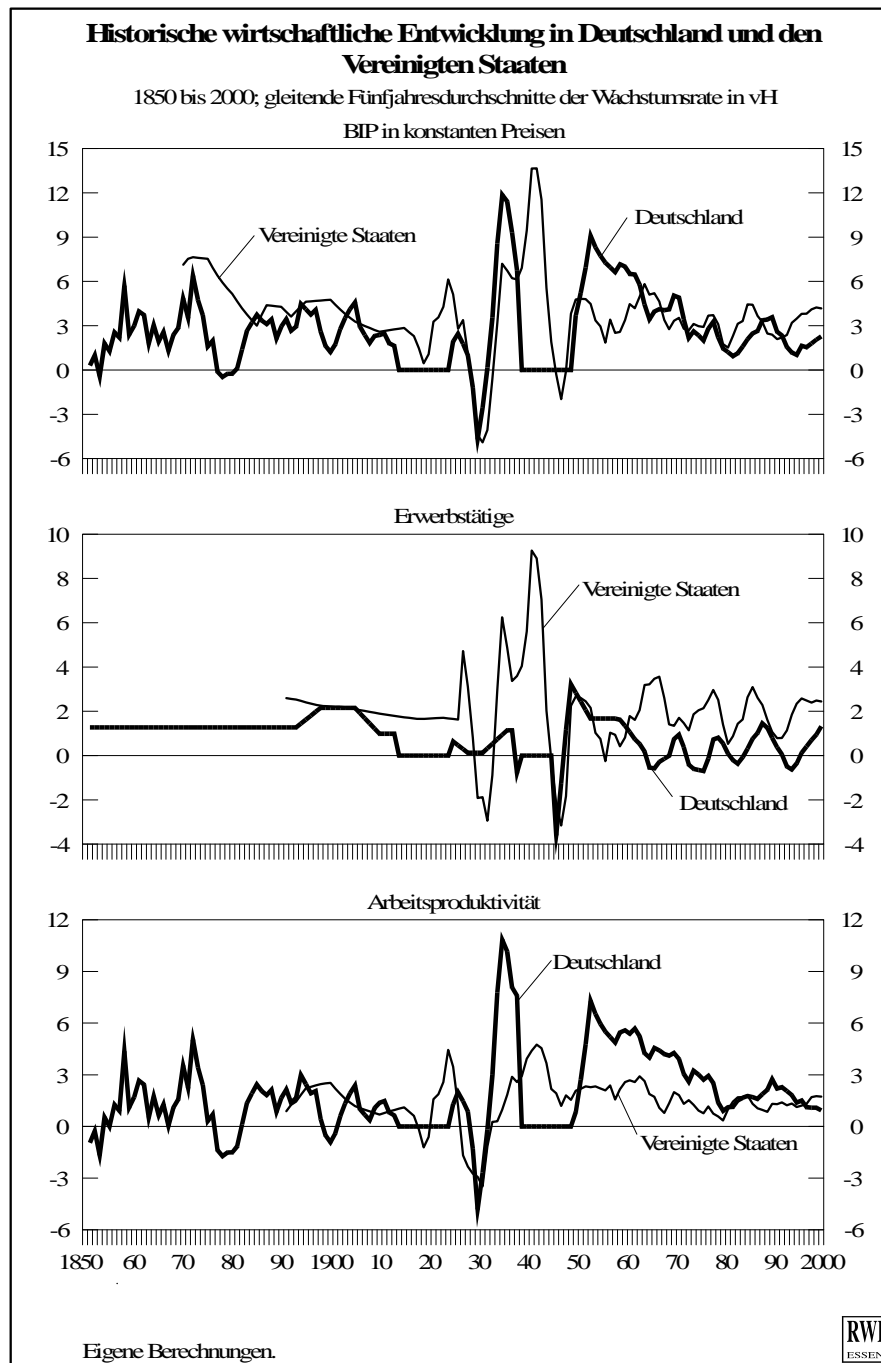 Historische wirtschaftliche Entwicklung in Deutschland und den
Vereinigten Staaten
1850 bis 2000; gleitende Fünfjahresdurchschnitte der Wachstumsrate in vH
BIP in konstanten Preisen
15 15
12 12
9 9
6 6
3 3
0 0
-3 -3
-6 -6
Vereinigte Staaten
Deutschland
Erwerbstätige
10 10
8 8
6 6
4 4
2 2
0 0
-2 -2
-4 -4
Vereinigte Staaten
Deutschland
Arbeitsproduktivität
12 12
9 9
6 6
3 3
0 0
-3 -3
-6 -6
Deutschland
Vereinigte Staaten
1850 60 70 80 90 1900 10 20 30 40 50 60 70 80 90 2000
Eigene Berechnungen.
RWI
ESSEN